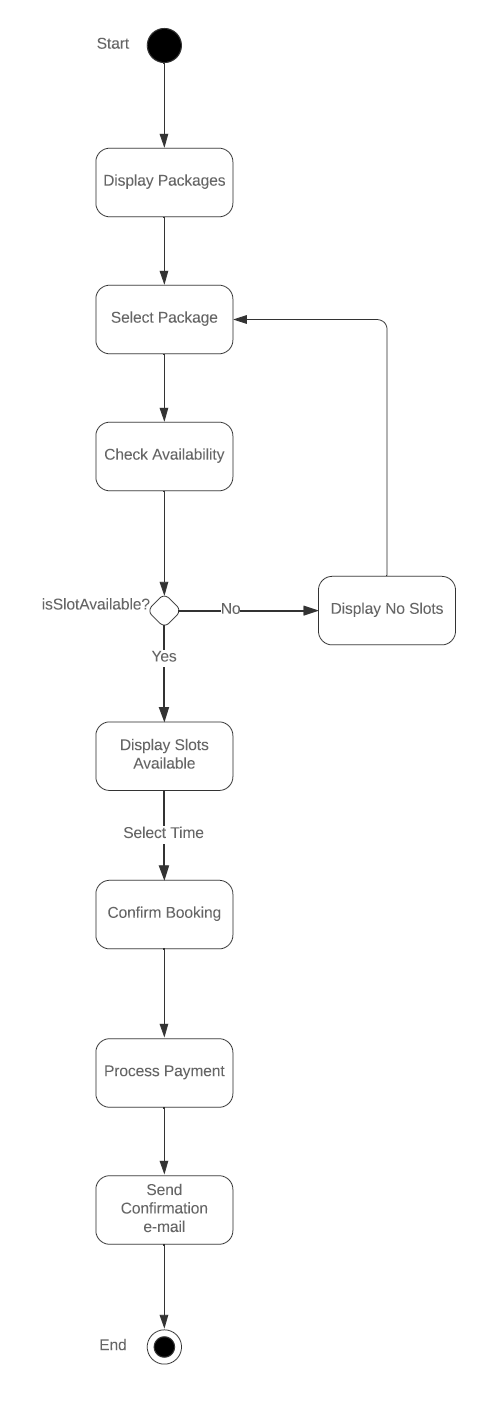 Start
Display Packages
Select Package
Check Availability
isSlotAvailable?
No
Display No Slots
Yes
Display Slots
Available
Select Time
Confirm Booking
Process Payment
Send
Confirmation
e-mail
End